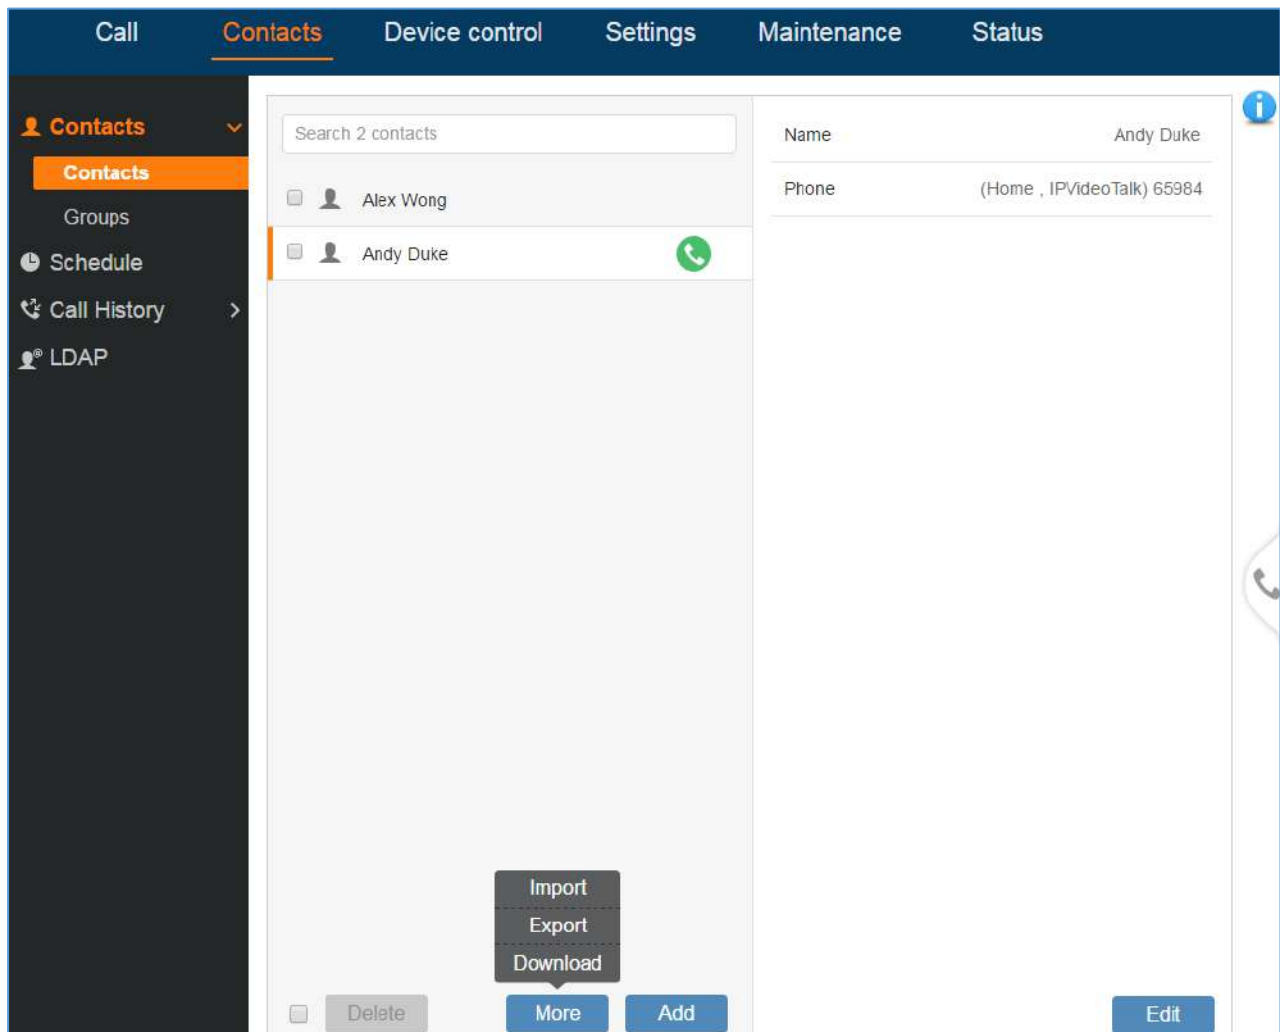 Call Contacts Device control Settings Maintenance Status
Contacts
Contacts
Groups
Schedule
Call History
LDAP
Search 2 contacts
Alex Wong
Andy Duke
Name Andy Duke
Phone (Home , IPVideoTalk) 65984
Import
Export
Download
Delete More Add
Edit